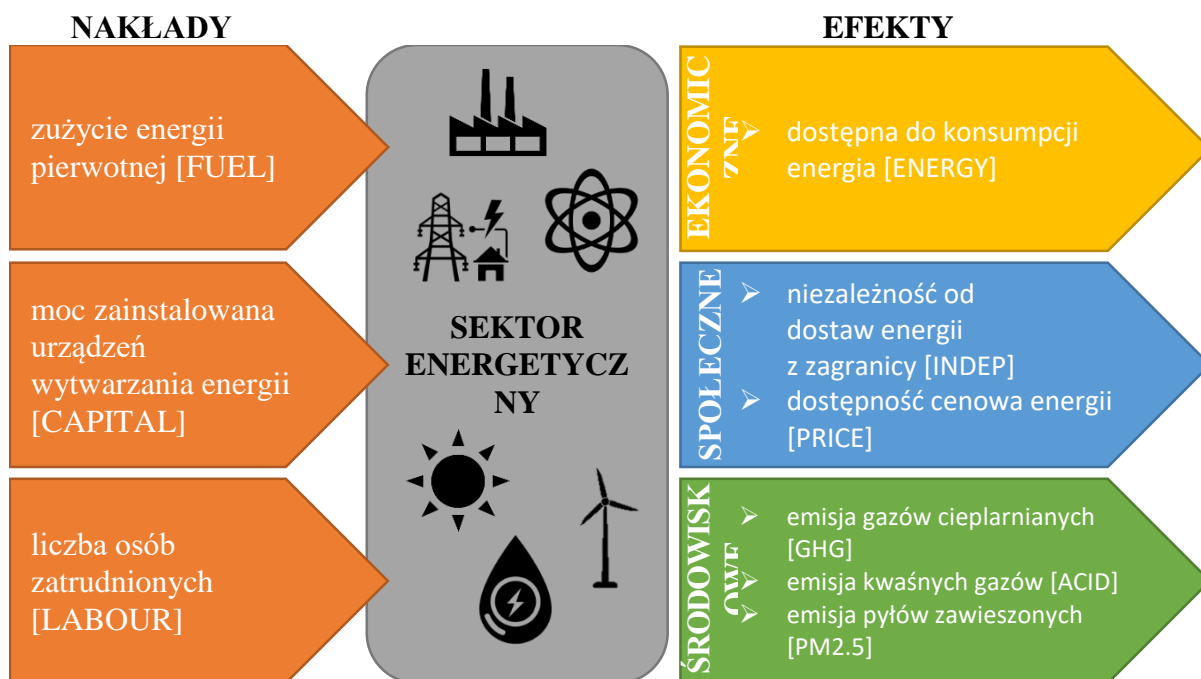 NAKŁADY
zużycie energii
pierwotnej [FUEL]
moc zainstalowana
urządzeń
wytwarzania energii
[CAPITAL]
liczba osób
zatrudnionych
[LABOUR]
SEKTOR
ENERGETYCZ
NY
EFEKTY
EKONOMIC
ZNE
➢ dostępna do konsumpcji
energia [ENERGY]
SPOŁECZNE
➢ niezależność od
dostaw energii
z zagranicy [INDEP]
➢ dostępność cenowa energii
[PRICE]
ŚRODOWISK
OWE
➢ emisja gazów cieplarnianych
[GHG]
➢ emisja kwaśnych gazów [ACID]
➢ emisja pyłów zawieszonych
[PM2.5]